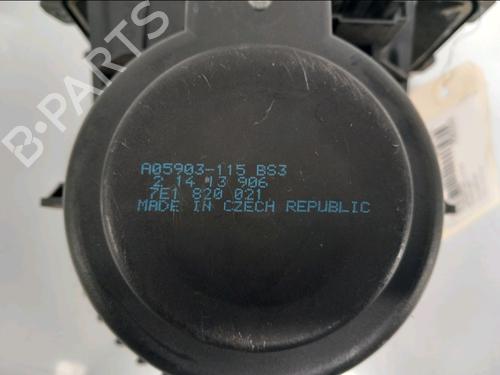 A05903-115 BS3
2 14 13 906
7E1 820 021
MADE IN CZECH REPUBLIC
B-PARTS